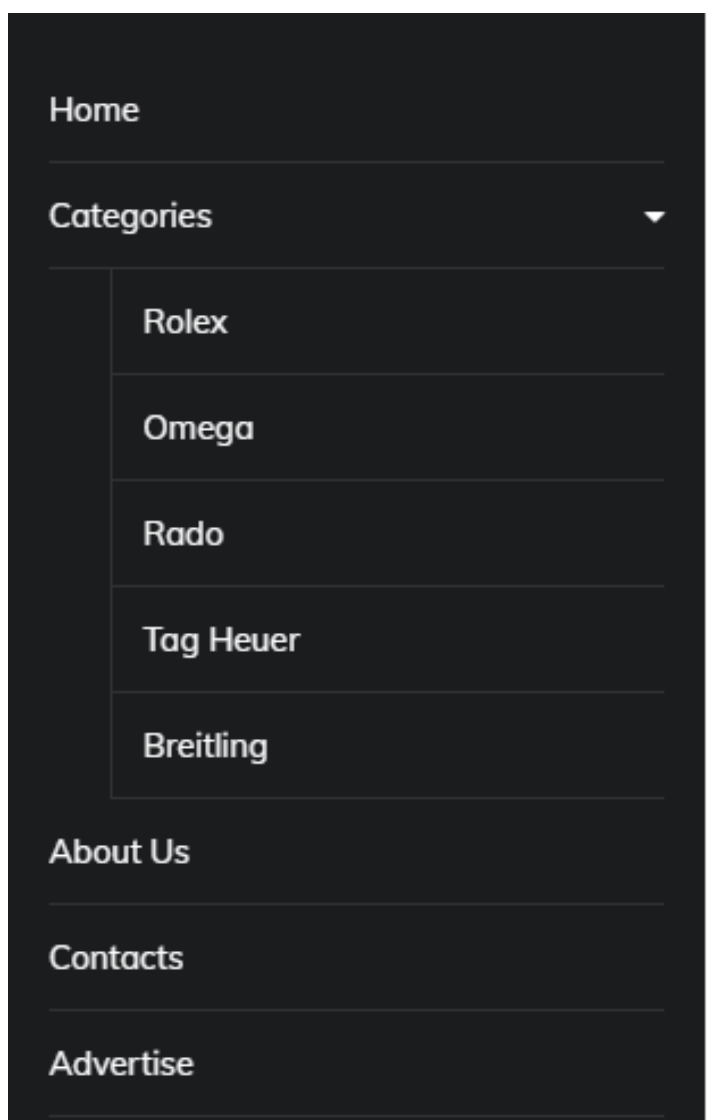 Home
Categories
Rolex
Omega
Rado
Tag Heuer
Breitling
About Us
Contacts
Advertise